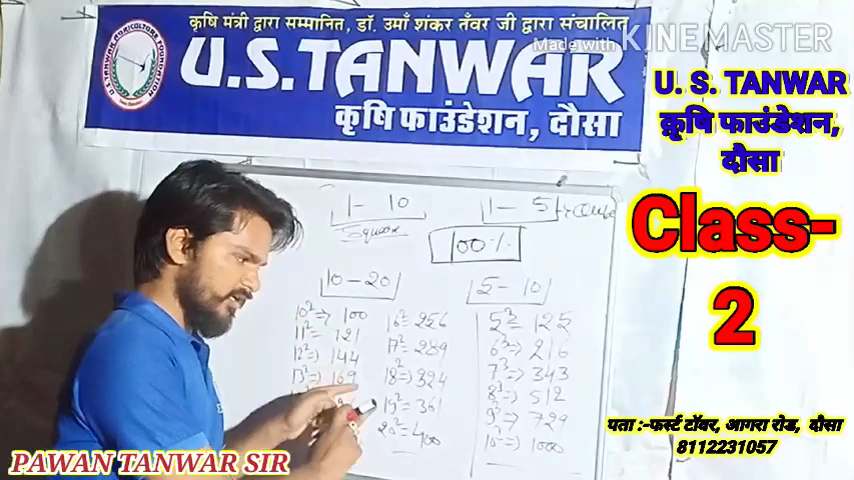 कृषि मंत्री द्वारा सम्मानित, डॉ. उमाँ शंकर तँवर जी द्वारा संचालित
U.S.TANWAR
कृषि फाउंडेशन, दौसा
U.S.TANWAR AGRICULTURE FOUNDATION
Made with KINEMASTER
U. S. TANWAR
कृषि फाउंडेशन,
दौसा
Class-
2
1 - 10
Square
1 - 5
100%
10 - 20
5 - 10
10² => 100
11² = 121
12² => 144
13² => 169
16² = 256
17² = 289
18² => 324
19² = 361
20² = 400
5³ = 125
6³ => 216
7³ => 343
8³ => 512
9³ => 729
10³ => 1000
पता :-फर्स्ट टॉवर, आगरा रोड, दौसा
8112231057
PAWAN TANWAR SIR